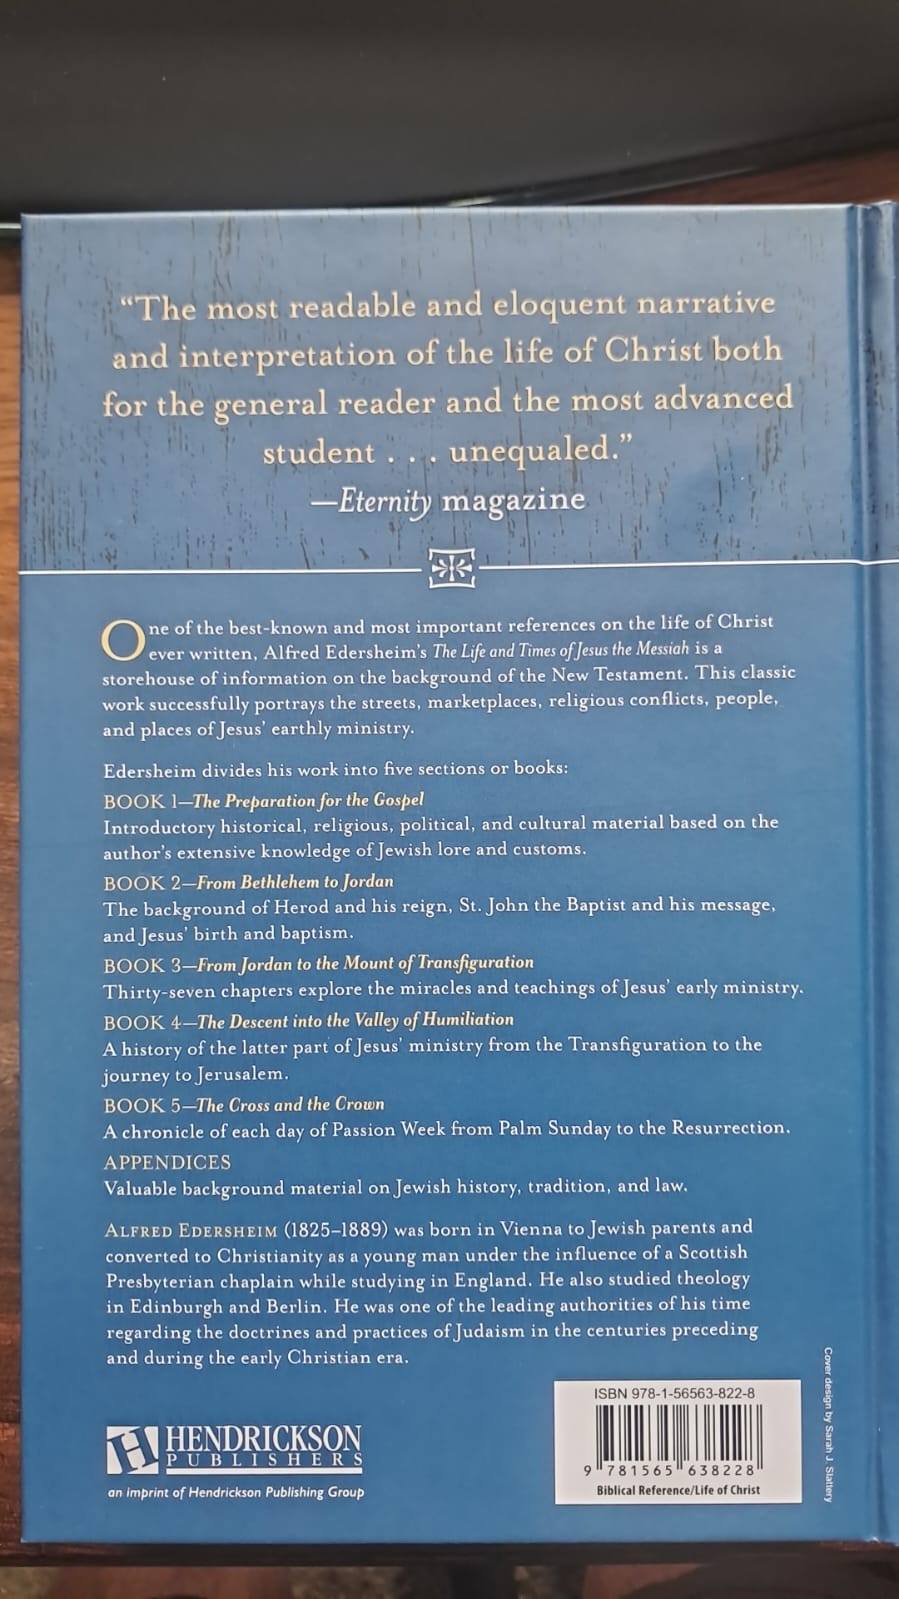 “The most readable and eloquent narrative
and interpretation of the life of Christ both
for the general reader and the most advanced
student . . . unequaled.”
—Eternity magazine
One of the best-known and most important references on the life of Christ
ever written, Alfred Edersheim’s The Life and Times of Jesus the Messiah is a
storehouse of information on the background of the New Testament. This classic
work successfully portrays the streets, marketplaces, religious conflicts, people,
and places of Jesus’ earthly ministry.
Edersheim divides his work into five sections or books:
BOOK 1—The Preparation for the Gospel
Introductory historical, religious, political, and cultural material based on the
author’s extensive knowledge of Jewish lore and customs.
BOOK 2—From Bethlehem to Jordan
The background of Herod and his reign, St. John the Baptist and his message,
and Jesus’ birth and baptism.
BOOK 3—From Jordan to the Mount of Transfiguration
Thirty-seven chapters explore the miracles and teachings of Jesus’ early ministry.
BOOK 4—The Descent into the Valley of Humiliation
A history of the latter part of Jesus’ ministry from the Transfiguration to the
journey to Jerusalem.
BOOK 5—The Cross and the Crown
A chronicle of each day of Passion Week from Palm Sunday to the Resurrection.
APPENDICES
Valuable background material on Jewish history, tradition, and law.
ALFRED EDERSHEIM (1825–1889) was born in Vienna to Jewish parents and
converted to Christianity as a young man under the influence of a Scottish
Presbyterian chaplain while studying in England. He also studied theology
in Edinburgh and Berlin. He was one of the leading authorities of his time
regarding the doctrines and practices of Judaism in the centuries preceding
and during the early Christian era.
H HENDRICKSON
PUBLISHERS
an imprint of Hendrickson Publishing Group
ISBN 978-1-56563-822-8
9 781565 638228
Biblical Reference/Life of Christ
Cover design by Sarah J. Slattery